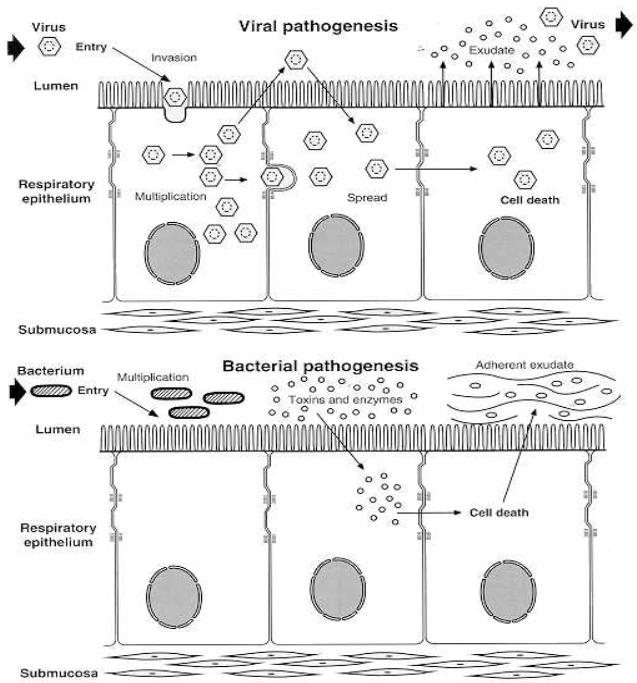 Viral pathogenesis
Virus
Entry
Invasion
Exudate
Virus
Lumen
Respiratory
epithelium
Multiplication
Spread
Cell death
Submucosa
Bacterial pathogenesis
Bacterium
Entry
Multiplication
Toxins and enzymes
Adherent exudate
Lumen
Respiratory
epithelium
Cell death
Submucosa